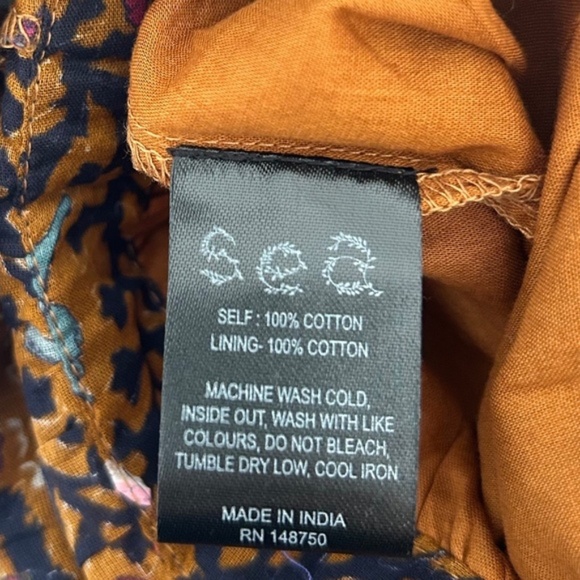 Sea
SELF : 100% COTTON
LINING- 100% COTTON
MACHINE WASH COLD,
INSIDE OUT, WASH WITH LIKE
COLOURS, DO NOT BLEACH,
TUMBLE DRY LOW, COOL IRON
MADE IN INDIA
RN 148750